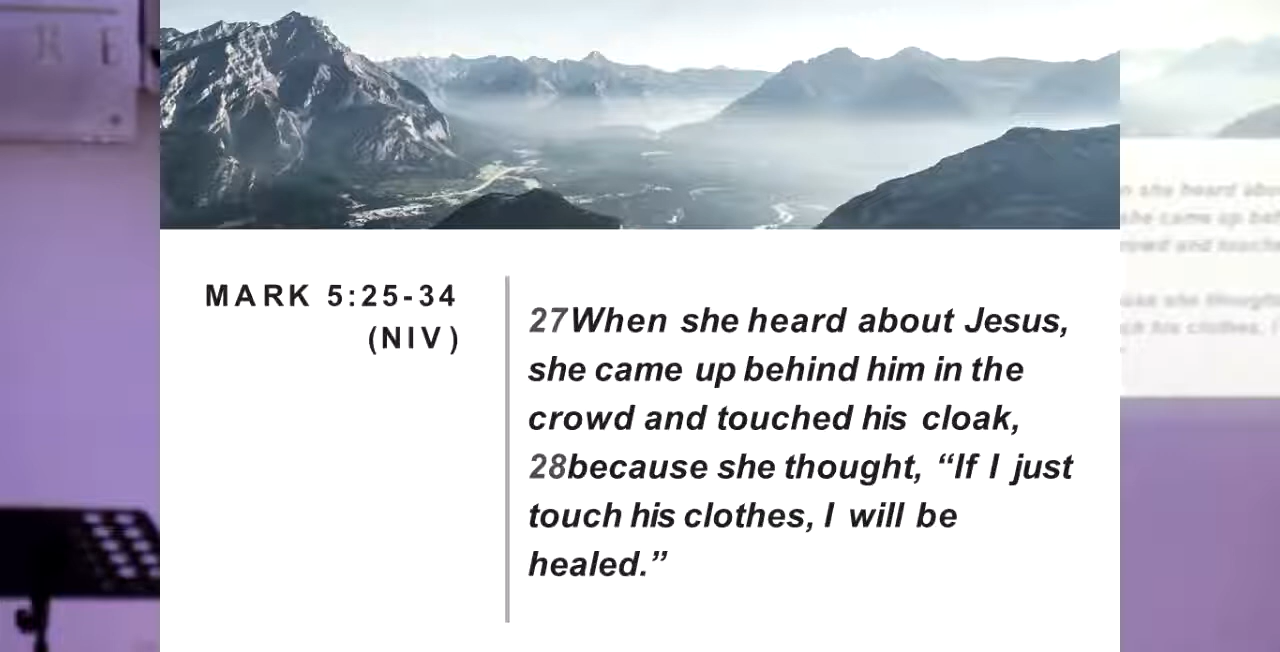 R E
MARK 5:25-34
(NIV)
27When she heard about Jesus,
she came up behind him in the
crowd and touched his cloak,
28because she thought, “If I just
touch his clothes, I will be
healed.”